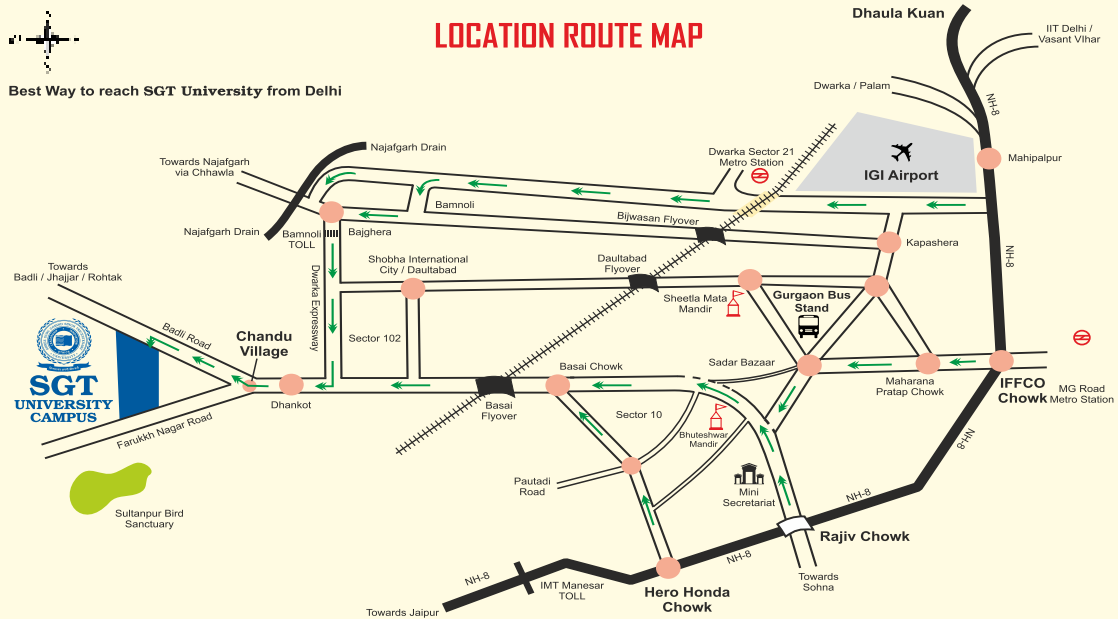 LOCATION ROUTE MAP
Best Way to reach SGT University from Delhi
Dhaula Kuan
IIT Delhi /
Vasant VIhar
Dwarka / Palam
NH-8
Mahipalpur
IGI Airport
Dwarka Sector 21
Metro Station
Najafgarh Drain
Towards Najafgarh
via Chhawla
Bamnoli
Bijwasan Flyover
Najafgarh Drain
Bamnoli
TOLL
Bajghera
Kapashera
NH-8
Shobha International
City / Daultabad
Daultabad
Flyover
Towards
Badli / Jhajjar / Rohtak
Dwarka Expressway
Sheetla Mata
Mandir
Gurgaon Bus
Stand
Badli Road
Chandu
Village
Sector 102
Sadar Bazaar
Basai Chowk
SGT
UNIVERSITY
CAMPUS
Dhankot
Basai
Flyover
Maharana
Pratap Chowk
IFFCO
Chowk
MG Road
Metro Station
Farukkh Nagar Road
Sector 10
Bhuteshwar
Mandir
NH-8
Pautadi
Road
Mini
Secretariat
NH-8
Sultanpur Bird
Sanctuary
Rajiv Chowk
NH-8
NH-8
IMT Manesar
TOLL
Towards
Sohna
Hero Honda
Chowk
Towards Jaipur